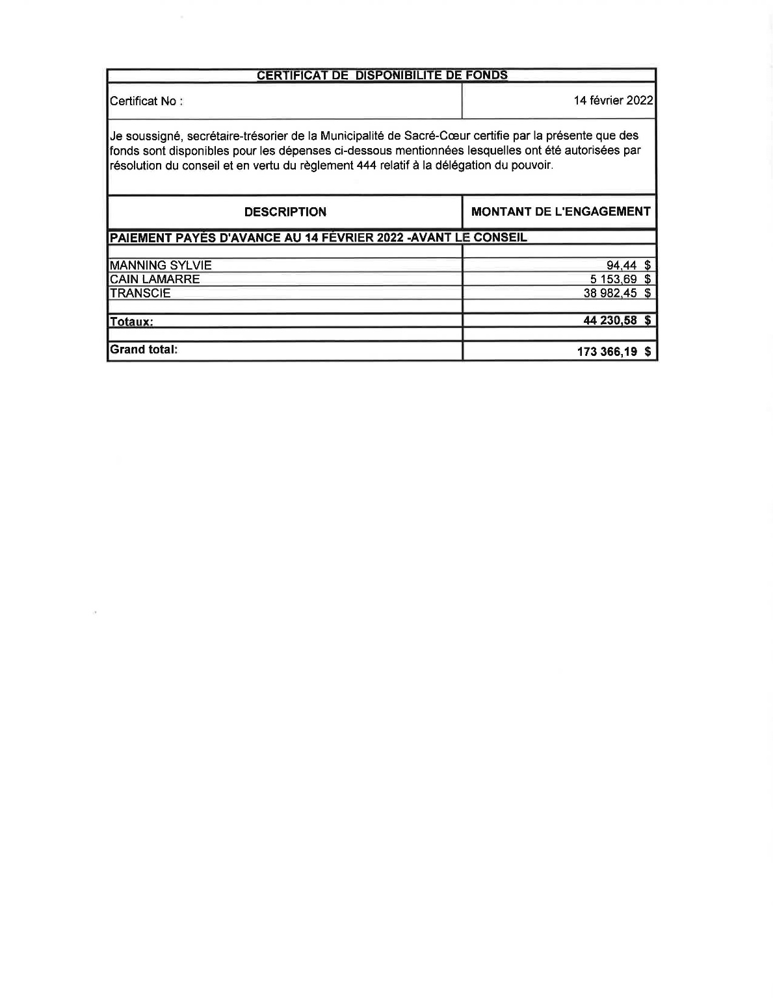 CERTIFICAT DE DISPONIBILITE DE FONDS
Certificat No :
14 février 2022
Je soussigné, secrétaire-trésorier de la Municipalité de Sacré-Cœur certifie par la présente que des
fonds sont disponibles pour les dépenses ci-dessous mentionnées lesquelles ont été autorisées par
résolution du conseil et en vertu du règlement 444 relatif à la délégation du pouvoir.
DESCRIPTION MONTANT DE L'ENGAGEMENT
PAIEMENT PAYÉS D'AVANCE AU 14 FÉVRIER 2022 -AVANT LE CONSEIL
MANNING SYLVIE 94,44 $
CAIN LAMARRE 5 153,69 $
TRANSCIE 38 982,45 $
Totaux: 44 230,58 $
Grand total: 173 366,19 $